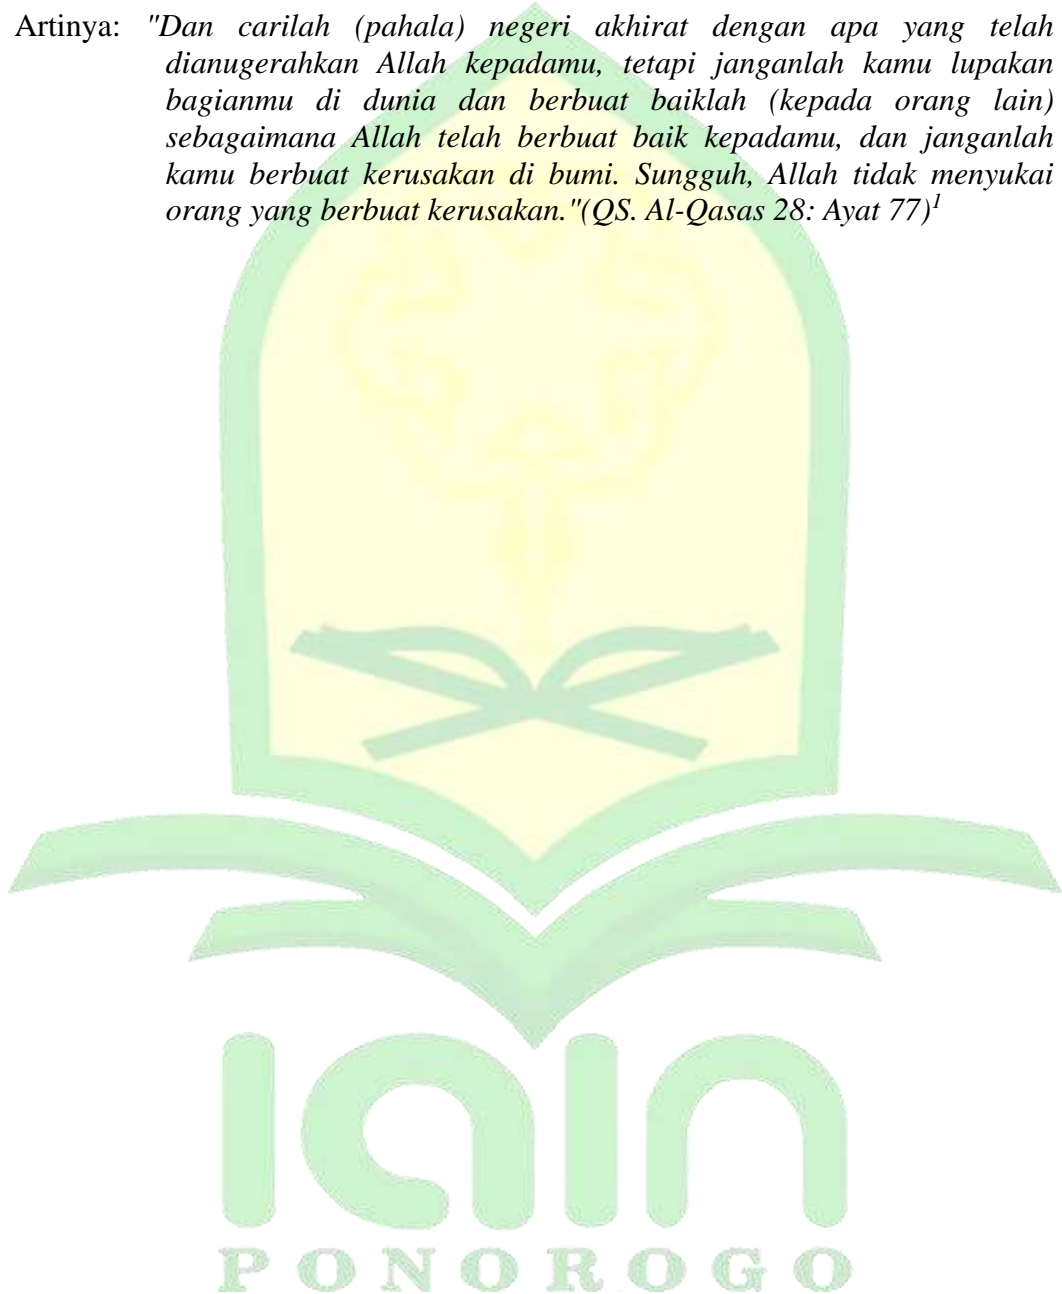 Artinya: "Dan carilah (pahala) negeri akhirat dengan apa yang telah
dianugerahkan Allah kepadamu, tetapi janganlah kamu lupakan
bagianmu di dunia dan berbuat baiklah (kepada orang lain)
sebagaimana Allah telah berbuat baik kepadamu, dan janganlah
kamu berbuat kerusakan di bumi. Sungguh, Allah tidak menyukai
orang yang berbuat kerusakan."(QS. Al-Qasas 28: Ayat 77)¹
iain
PONOROGO